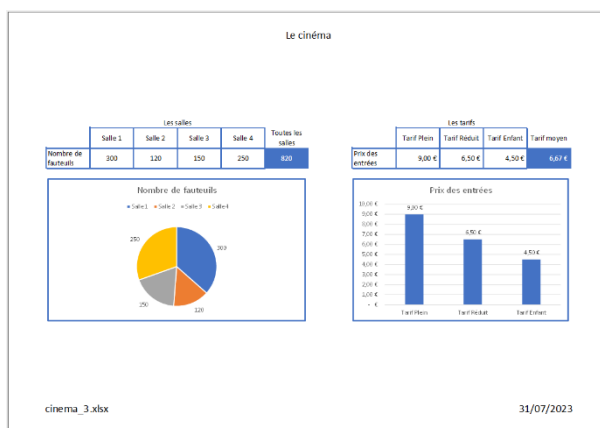 Le cinéma
Les salles
Salle 1 Salle 2 Salle 3 Salle 4 Toutes les salles
Nombre de fauteuils 300 120 150 250 820
Les tarifs
Tarif Plein Tarif Réduit Tarif Enfant Tarif moyen
Prix des entrées 9,00 € 6,50 € 4,50 € 6,67 €
Nombre de fauteuils
Salle 1 Salle 2 Salle 3 Salle 4
250
300
150
120
Prix des entrées
10,00 €
9,00 €
8,00 €
7,00 €
6,00 €
5,00 €
4,00 €
3,00 €
2,00 €
1,00 €
- €
9,00 €
6,50 €
4,50 €
Tarif Plein Tarif Réduit Tarif Enfant
cinema_3.xlsx
31/07/2023